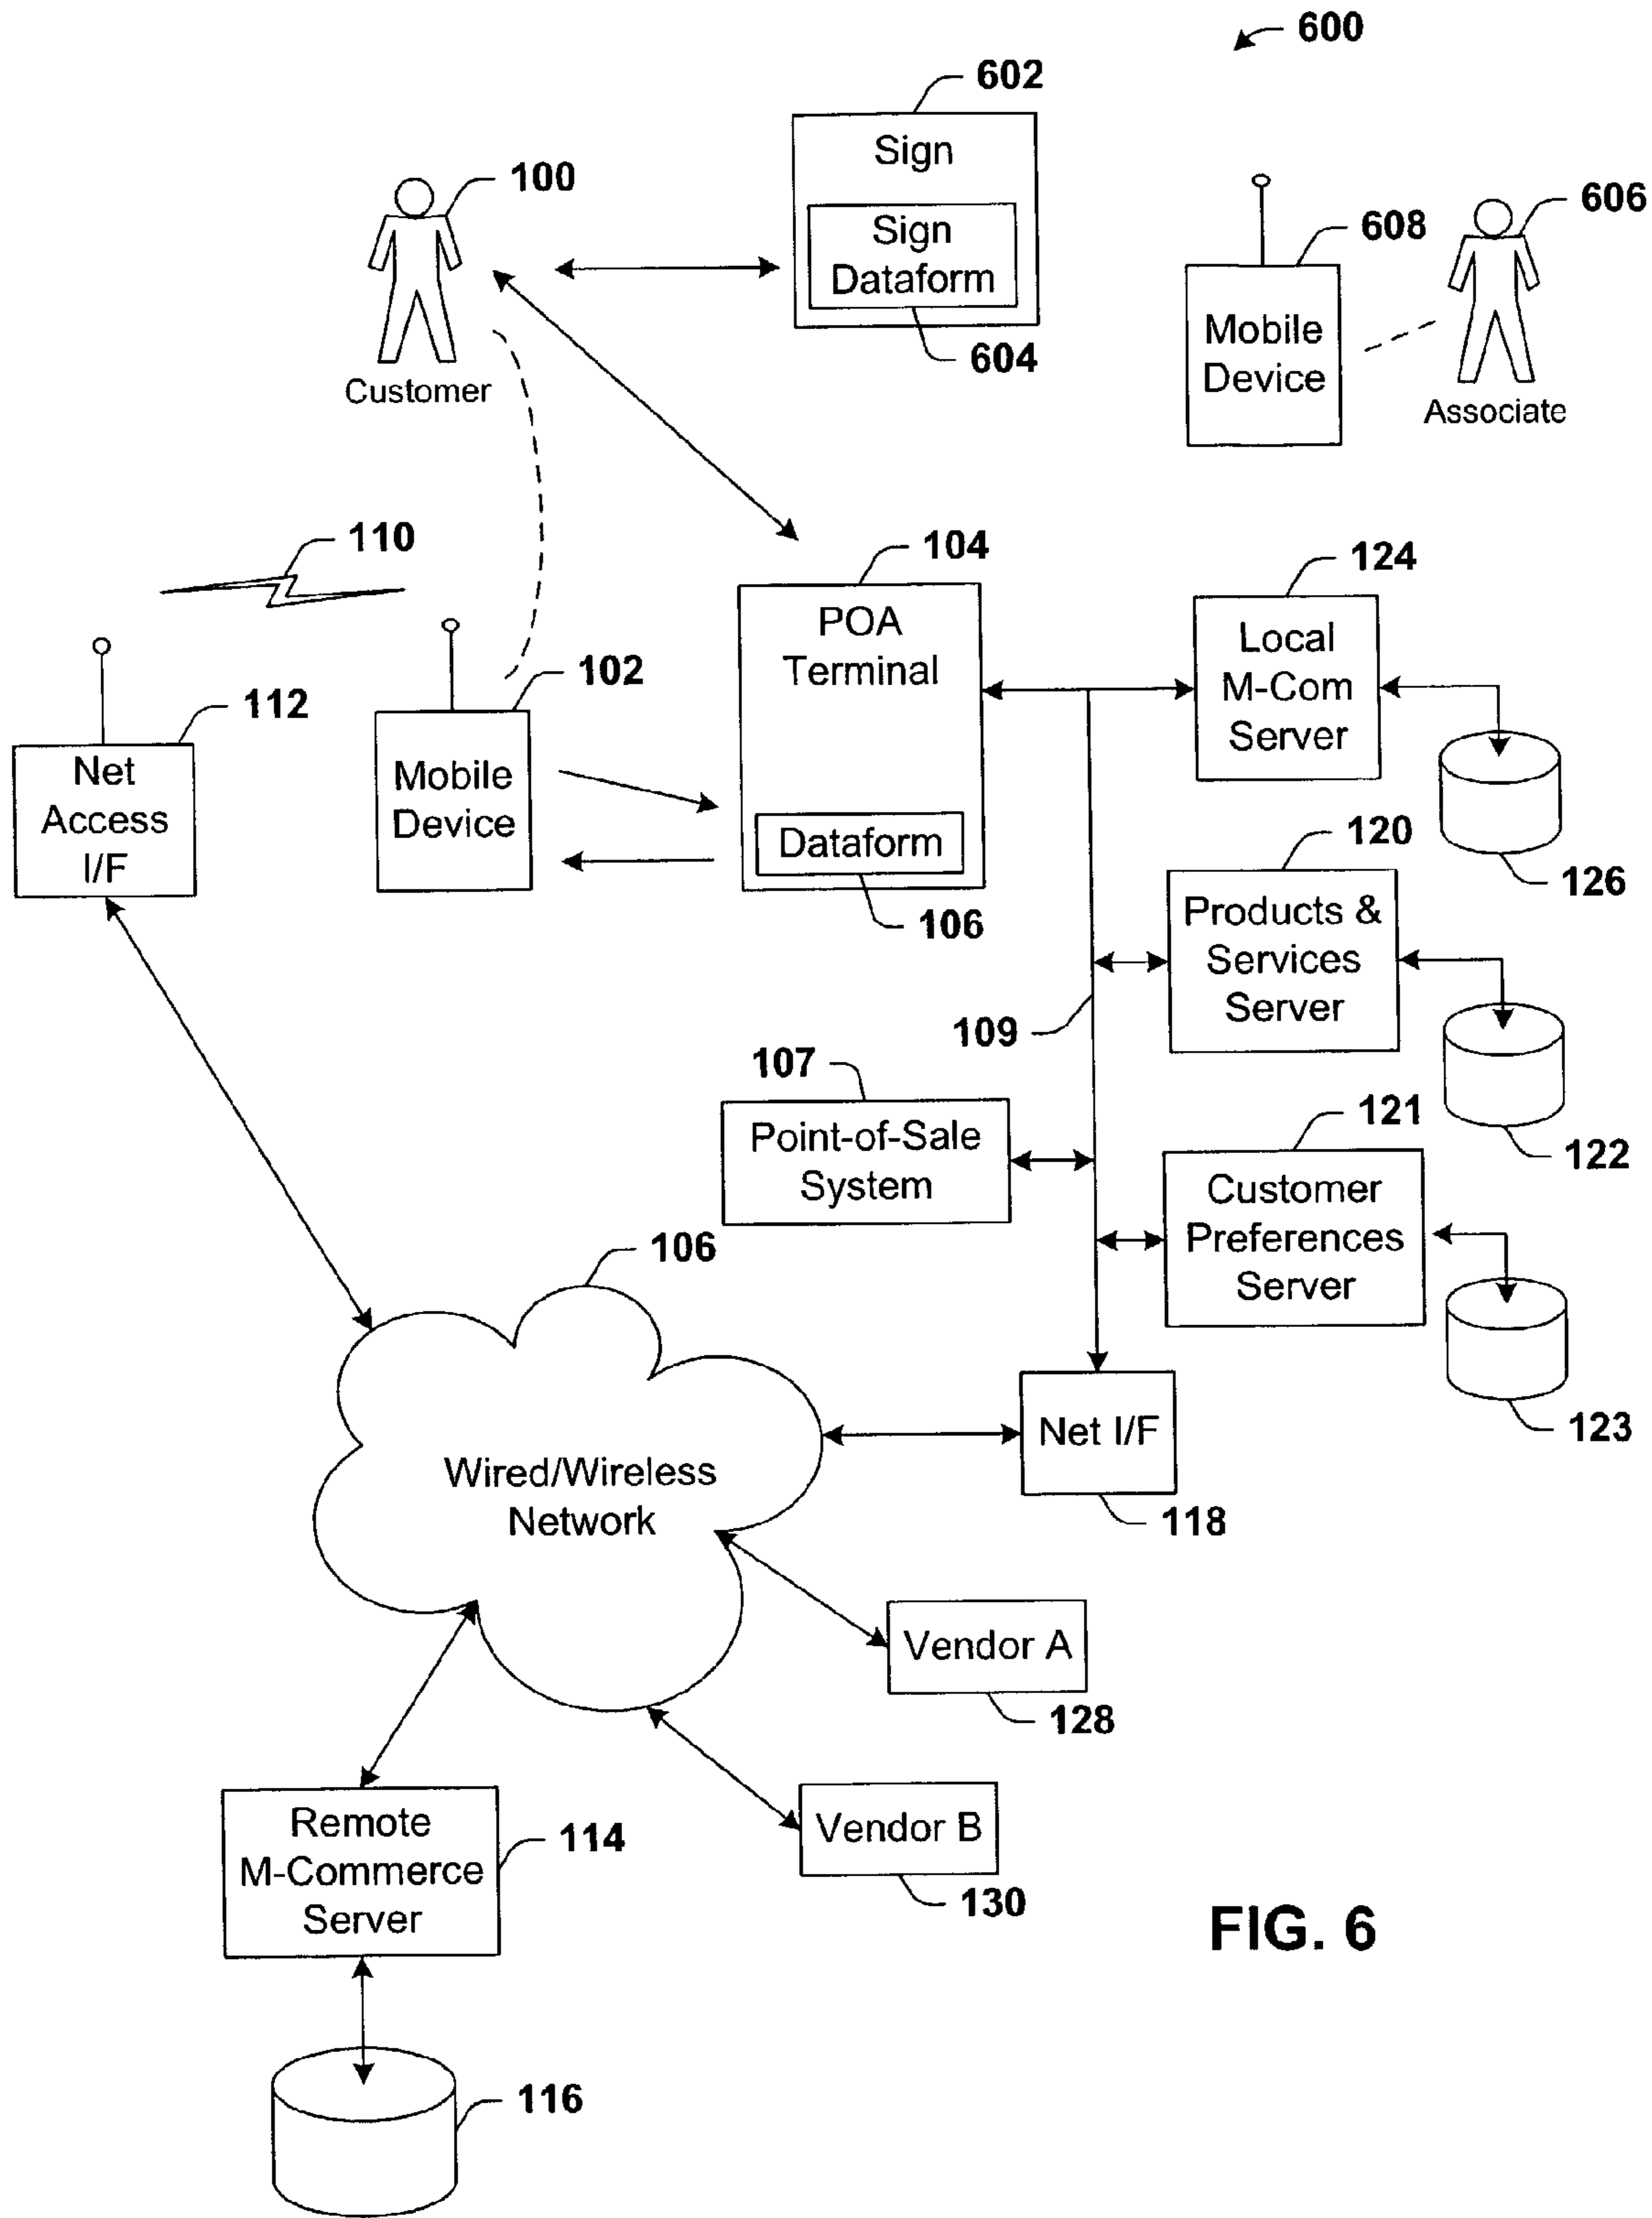 600
602
Sign
Sign
Dataform
604
100
Customer
606
608
Mobile
Device
Associate
110
104
POA
Terminal
Dataform
106
124
Local
M-Com
Server
126
102
Mobile
Device
112
Net
Access
I/F
120
Products &
Services
Server
122
109
107
Point-of-Sale
System
121
Customer
Preferences
Server
123
106
Wired/Wireless
Network
Net I/F
118
Vendor A
128
Vendor B
130
Remote
M-Commerce
Server
114
116
FIG. 6